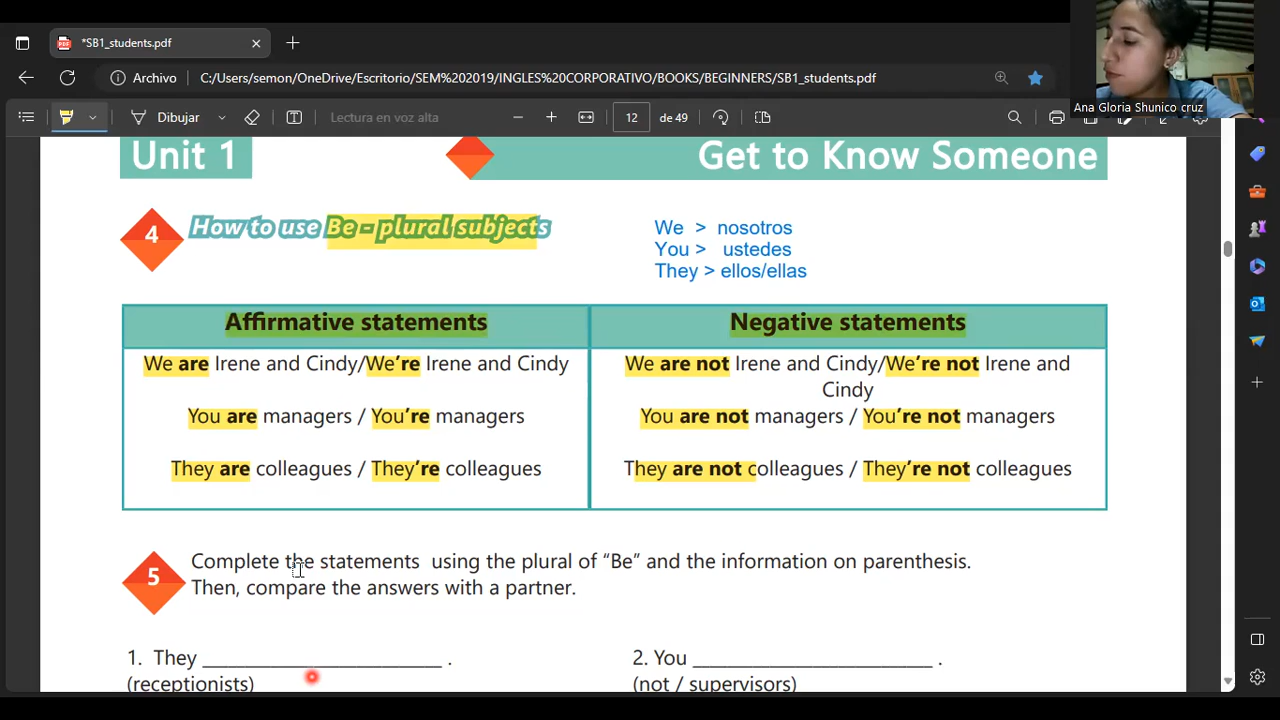 *SB1_students.pdf
Archivo
C:/Users/semon/OneDrive/Escritorio/SEM%202019/INGLES%20CORPORATIVO/BOOKS/BEGINNERS/SB1_students.pdf
Ana Gloria Shunico cruz
Dibujar
Lectura en voz alta
12 de 49
Unit 1
Get to Know Someone
4 How to use Be – plural subjects
We > nosotros
You > ustedes
They > ellos/ellas
Affirmative statements
We are Irene and Cindy/We’re Irene and Cindy
You are managers / You’re managers
They are colleagues / They’re colleagues
Negative statements
We are not Irene and Cindy/We’re not Irene and
Cindy
You are not managers / You’re not managers
They are not colleagues / They’re not colleagues
5 Complete the statements using the plural of “Be” and the information on parenthesis.
Then, compare the answers with a partner.
1. They ________________________ .
(receptionists)
2. You ________________________ .
(not / supervisors)